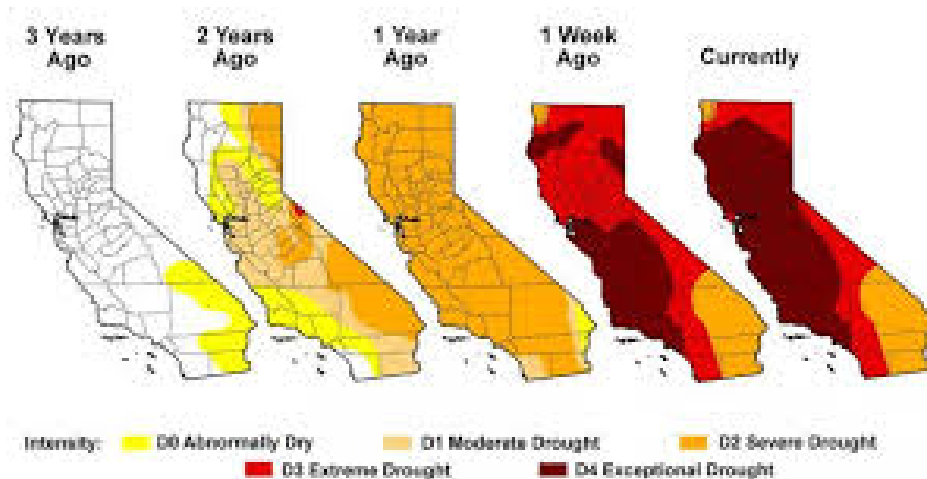 3 Years Ago
2 Years Ago
1 Year Ago
1 Week Ago
Currently
Intensity:
D0 Abnormally Dry
D1 Moderate Drought
D2 Severe Drought
D3 Extreme Drought
D4 Exceptional Drought